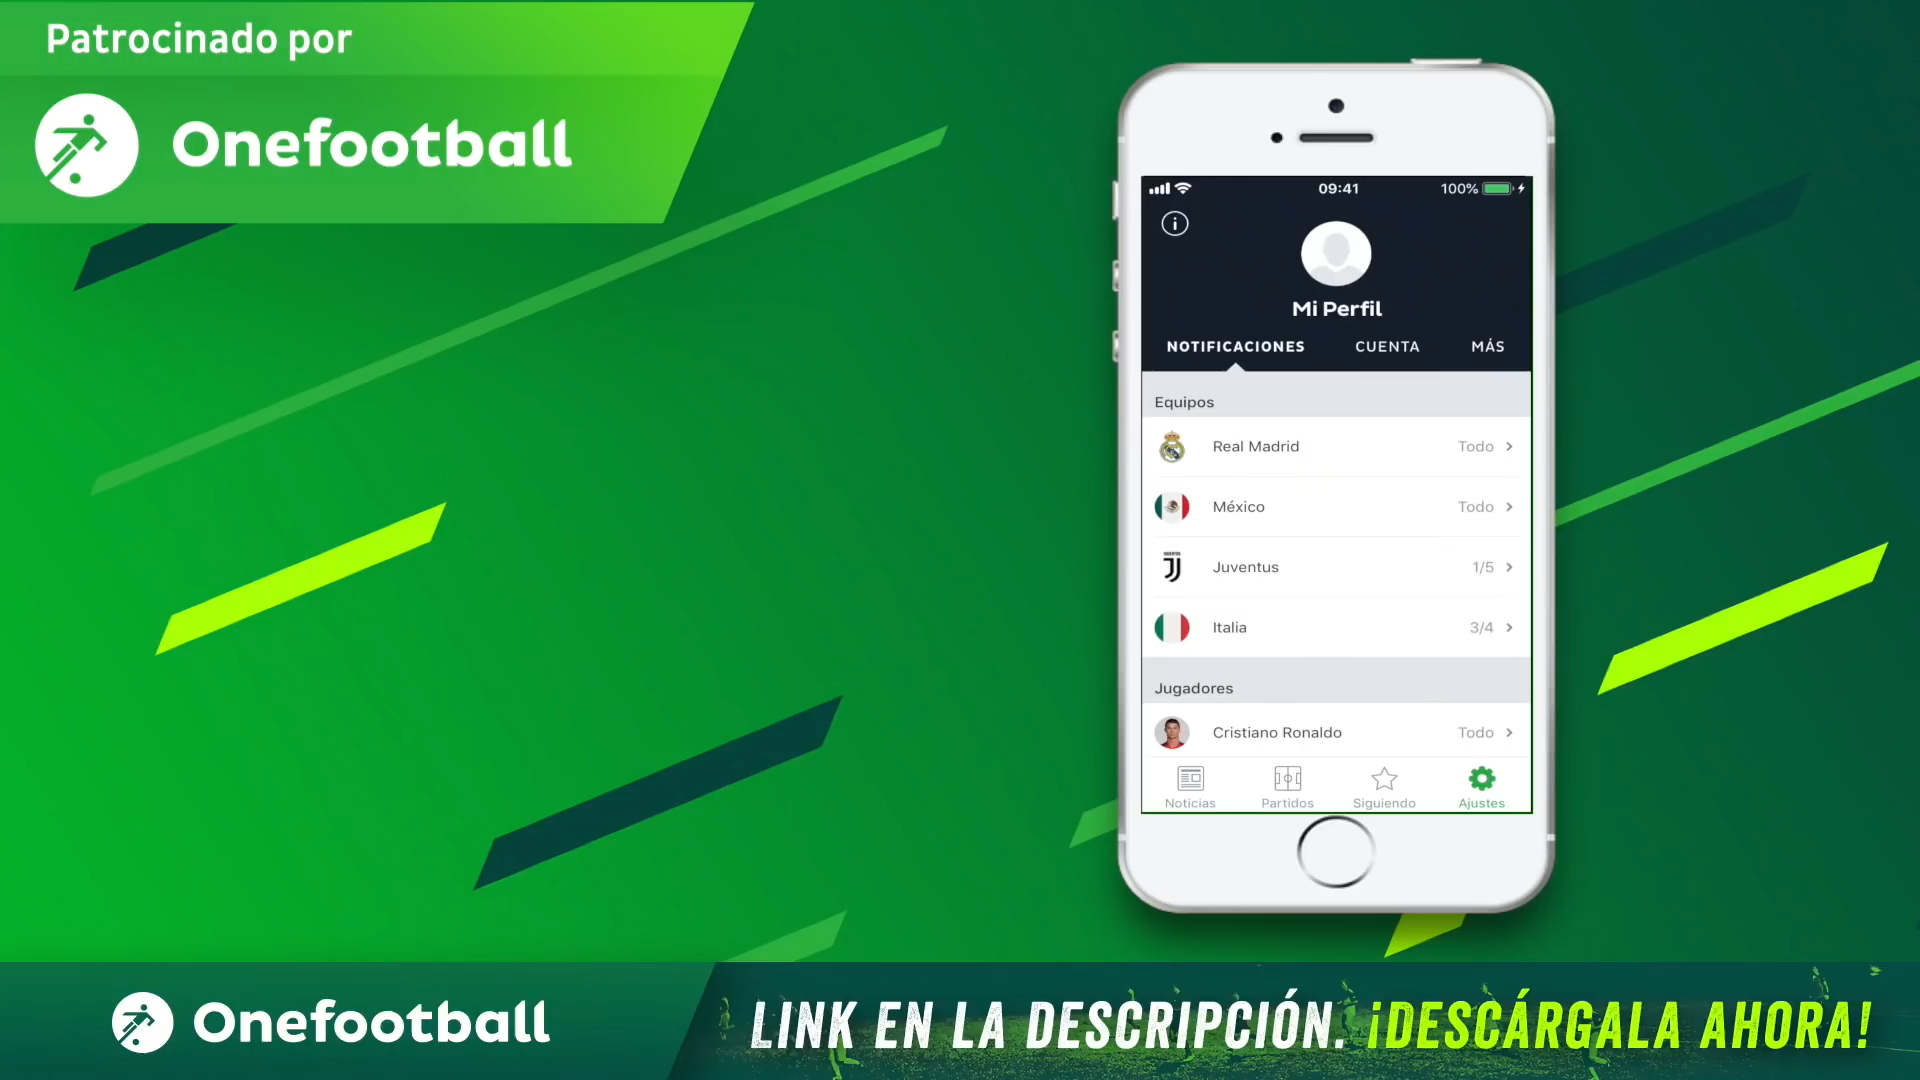 Patrocinado por
Onefootball
09:41
100%
Mi Perfil
NOTIFICACIONES CUENTA MÁS
Equipos
Real Madrid Todo
México Todo
Juventus 1/5
Italia 3/4
Jugadores
Cristiano Ronaldo Todo
Noticias Partidos Siguiendo Ajustes
Onefootball
LINK EN LA DESCRIPCIÓN. ¡DESCÁRGALA AHORA!